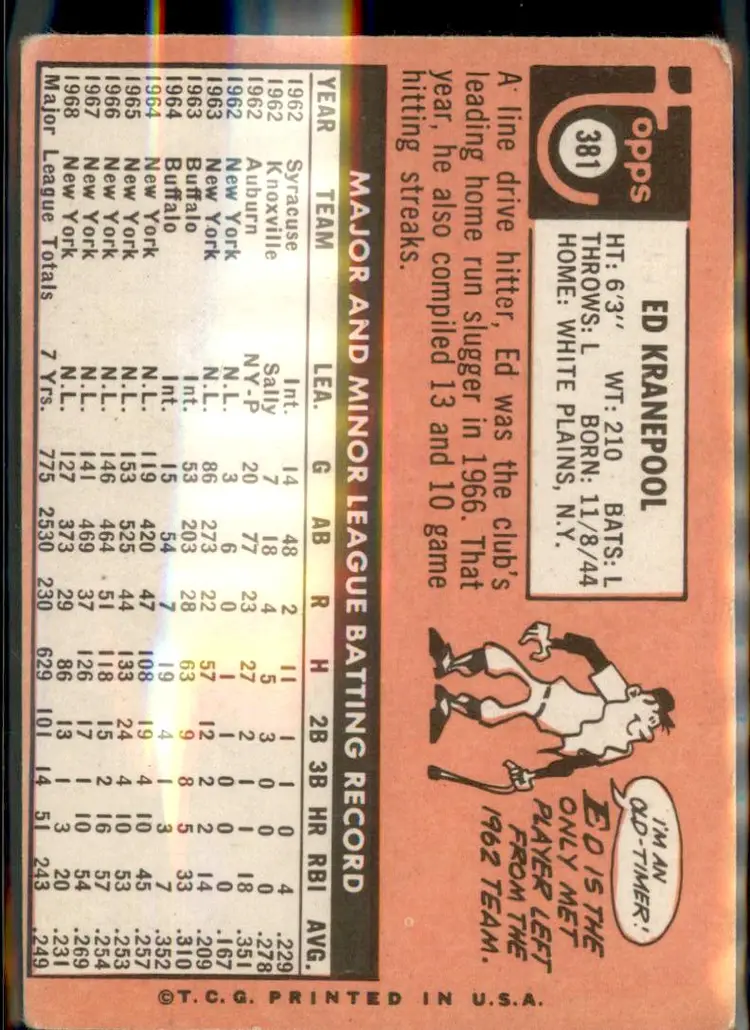 Topps
381
ED KRANEPOOL
HT: 6'3" WT: 210 BATS: L
THROWS: L BORN: 11/8/44
HOME: WHITE PLAINS, N.Y.
A line drive hitter, Ed was the club's
leading home run slugger in 1966. That
year, he also compiled 13 and 10 game
hitting streaks.
I'M AN
OLD-TIMER!
ED IS THE
ONLY MET
PLAYER LEFT
FROM THE
1962 TEAM.
MAJOR AND MINOR LEAGUE BATTING RECORD
YEAR TEAM LEA. G AB R H 2B 3B HR RBI AVG.
1962 Syracuse Int. 14 48 2 11 1 1 0 4 .229
1962 Knoxville Sally 7 18 4 5 3 0 0 0 .278
1962 Auburn NY-P 20 77 23 27 2 1 1 18 .351
1962 New York N.L. 3 6 0 1 1 0 0 0 .167
1963 New York N.L. 86 273 22 57 12 2 2 14 .209
1963 Buffalo Int. 53 203 28 63 9 8 5 33 .310
1964 Buffalo Int. 15 54 7 19 4 1 3 7 .352
1964 New York N.L. 119 420 47 108 19 4 10 45 .257
1965 New York N.L. 153 525 44 133 24 4 10 53 .253
1966 New York N.L. 146 464 51 118 15 2 16 57 .254
1967 New York N.L. 141 469 37 126 17 1 10 54 .269
1968 New York N.L. 127 373 29 86 13 1 3 20 .231
Major League Totals 7 Yrs. 775 2530 230 629 101 14 51 243 .249
©T.C.G. PRINTED IN U.S.A.